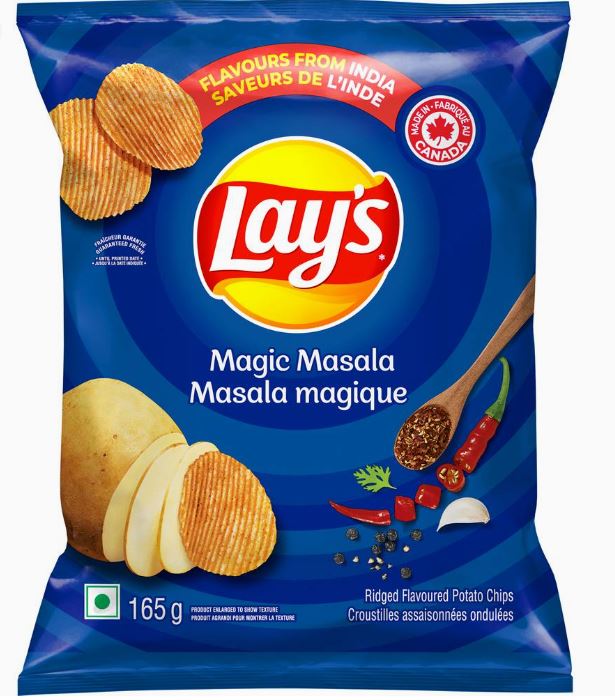 FLAVOURS FROM INDIA
SAVEURS DE L'INDE
MADE IN • FABRIQUÉ AU
CANADA
Lay's
FRAÎCHEUR GARANTIE
GUARANTEED FRESH
• UNTIL PRINTED DATE •
• JUSQU'À LA DATE INDIQUÉE •
Magic Masala
Masala magique
165 g
PRODUCT ENLARGED TO SHOW TEXTURE
PRODUIT AGRANDI POUR MONTRER LA TEXTURE
Ridged Flavoured Potato Chips
Croustilles assaisonnées ondulées